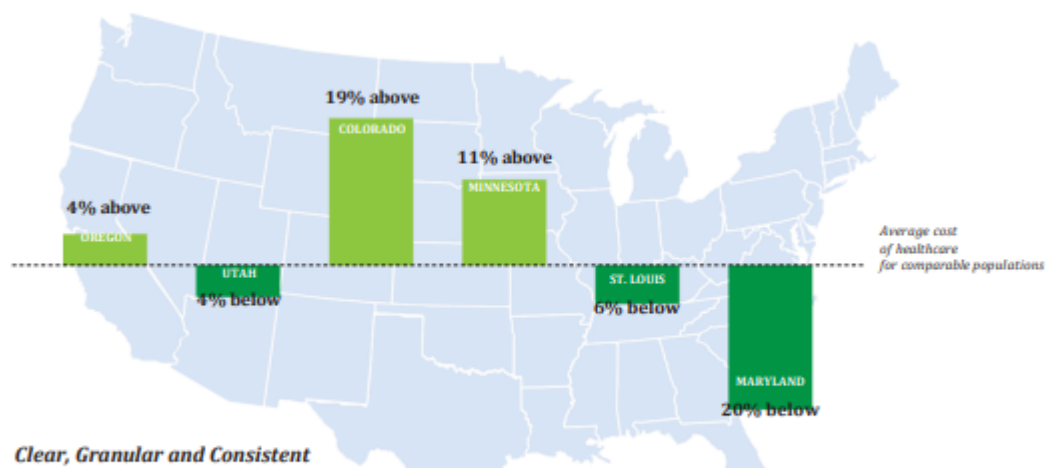 19% above
COLORADO
11% above
MINNESOTA
4% above
OREGON
Average cost
of healthcare
for comparable populations
UTAH
4% below
ST. LOUIS
6% below
MARYLAND
20% below
Clear, Granular and Consistent